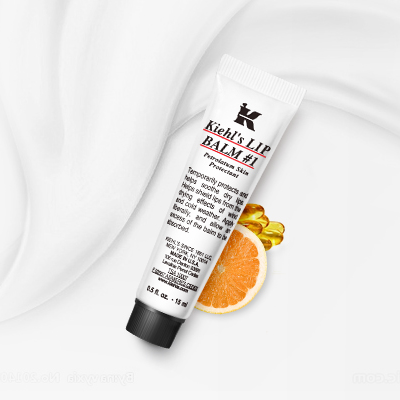 Kiehl's LIP
BALM #1
Petrolatum Skin
Protectant
Temporarily protects and
helps soothe dry lips.
Helps shield lips from the
drying effects of wind
and cold weather. Apply
liberally, and allow an
excess of the balm to be
absorbed.
KIEHL'S SINCE 1851 LLC
NEW YORK, NY 10014
MADE IN U.S.A.
0.5 fl. oz. - 15 ml